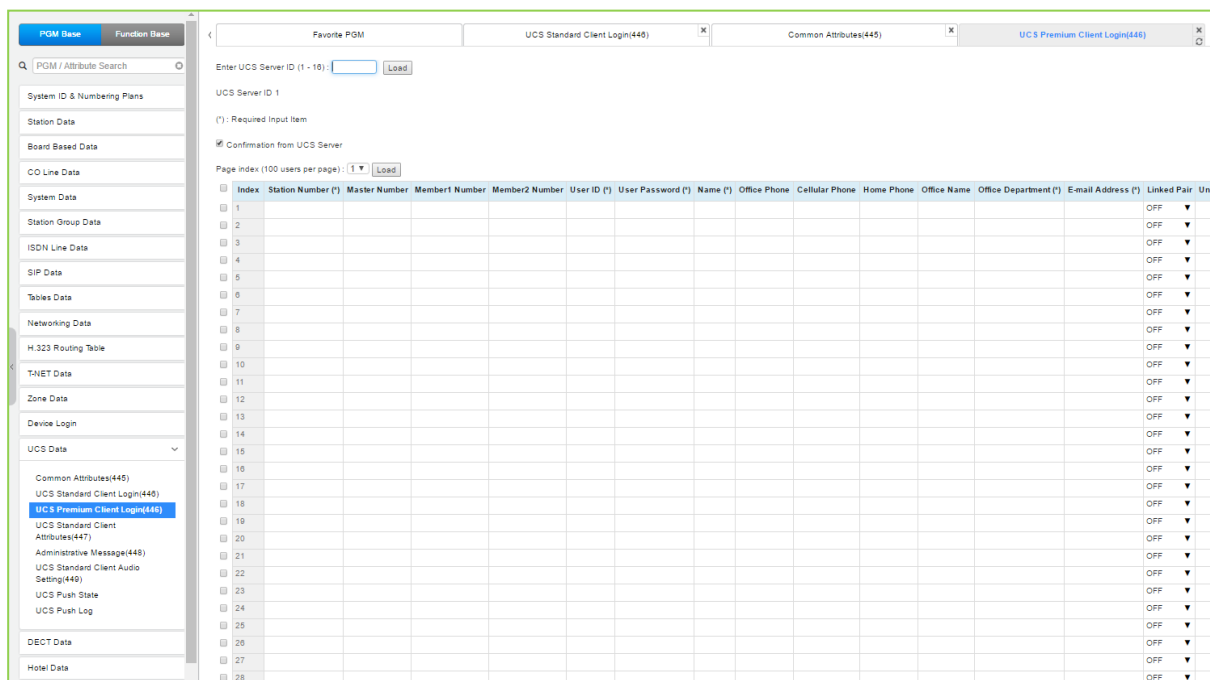 PGM Base Function Base
PGM / Attribute Search
System ID & Numbering Plans
Station Data
Board Based Data
CO Line Data
System Data
Station Group Data
ISDN Line Data
SIP Data
Tables Data
Networking Data
H.323 Routing Table
T-NET Data
Zone Data
Device Login
UCS Data
Common Attributes(445)
UCS Standard Client Login(446)
UCS Premium Client Login(446)
UCS Standard Client
Attributes(447)
Administrative Message(448)
UCS Standard Client Audio
Setting(449)
UCS Push State
UCS Push Log
DECT Data
Hotel Data
Favorite PGM UCS Standard Client Login(446) Common Attributes(445) UCS Premium Client Login(446)
Enter UCS Server ID (1 - 16) : Load
UCS Server ID 1
(*) : Required Input Item
Confirmation from UCS Server
Page index (100 users per page) : 1 Load
Index Station Number (*) Master Number Member1 Number Member2 Number User ID (*) User Password (*) Name (*) Office Phone Cellular Phone Home Phone Office Name Office Department (*) E-mail Address (*) Linked Pair Un
1 OFF
2 OFF
3 OFF
4 OFF
5 OFF
6 OFF
7 OFF
8 OFF
9 OFF
10 OFF
11 OFF
12 OFF
13 OFF
14 OFF
15 OFF
16 OFF
17 OFF
18 OFF
19 OFF
20 OFF
21 OFF
22 OFF
23 OFF
24 OFF
25 OFF
26 OFF
27 OFF
28 OFF